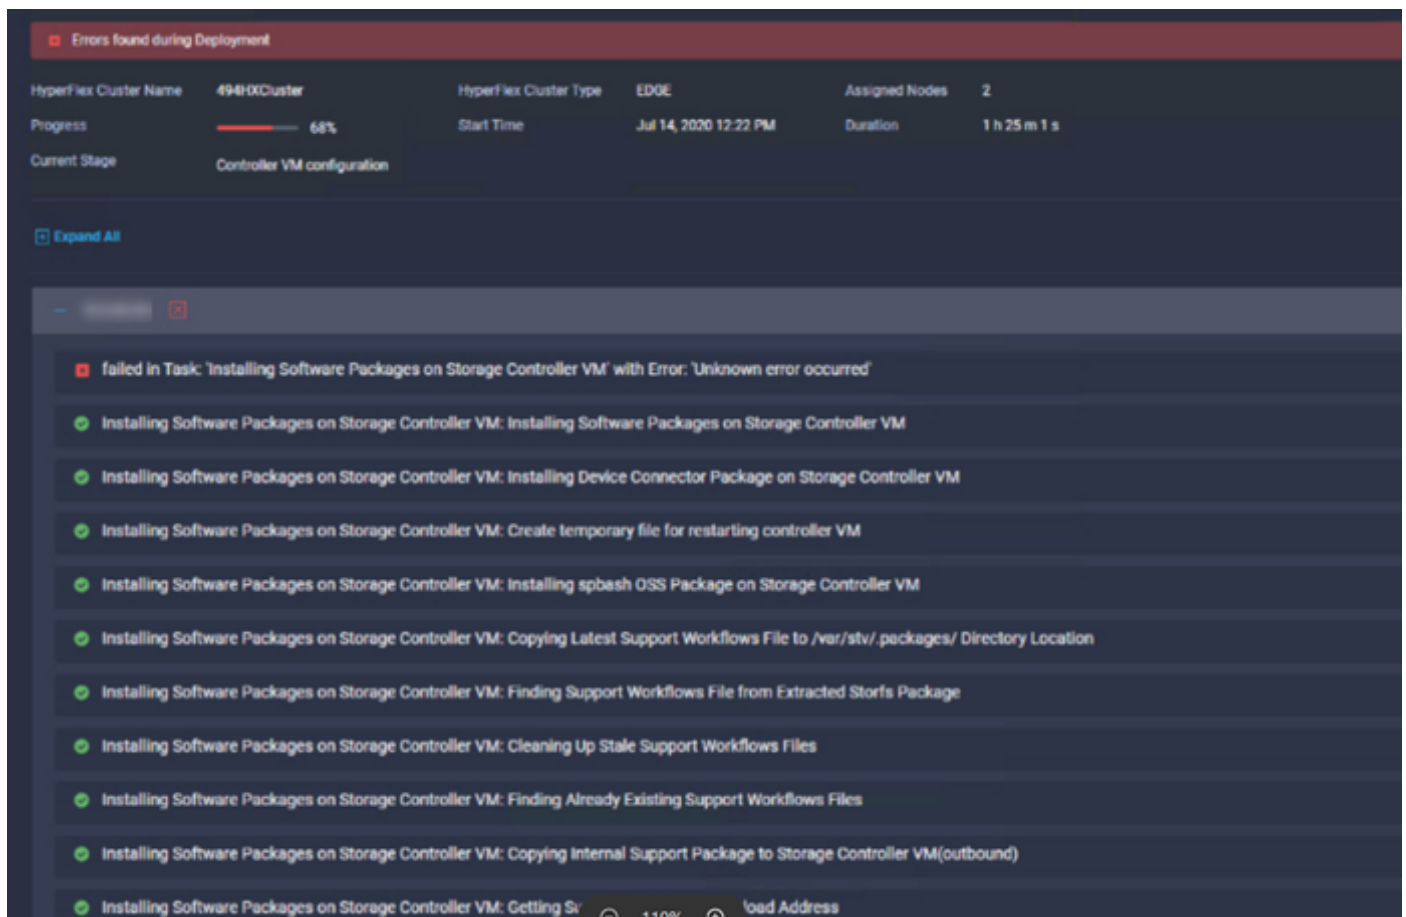 Errors found during Deployment
HyperFlex Cluster Name 494HXCluster HyperFlex Cluster Type EDGE Assigned Nodes 2
Progress 68% Start Time Jul 14, 2020 12:22 PM Duration 1 h 25 m 1 s
Current Stage Controller VM configuration
Expand All
failed in Task: 'Installing Software Packages on Storage Controller VM' with Error: 'Unknown error occurred'
Installing Software Packages on Storage Controller VM: Installing Software Packages on Storage Controller VM
Installing Software Packages on Storage Controller VM: Installing Device Connector Package on Storage Controller VM
Installing Software Packages on Storage Controller VM: Create temporary file for restarting controller VM
Installing Software Packages on Storage Controller VM: Installing spbash OSS Package on Storage Controller VM
Installing Software Packages on Storage Controller VM: Copying Latest Support Workflows File to /var/stv/.packages/ Directory Location
Installing Software Packages on Storage Controller VM: Finding Support Workflows File from Extracted Storfs Package
Installing Software Packages on Storage Controller VM: Cleaning Up Stale Support Workflows Files
Installing Software Packages on Storage Controller VM: Finding Already Existing Support Workflows Files
Installing Software Packages on Storage Controller VM: Copying Internal Support Package to Storage Controller VM(outbound)
Installing Software Packages on Storage Controller VM: Getting 110% Address